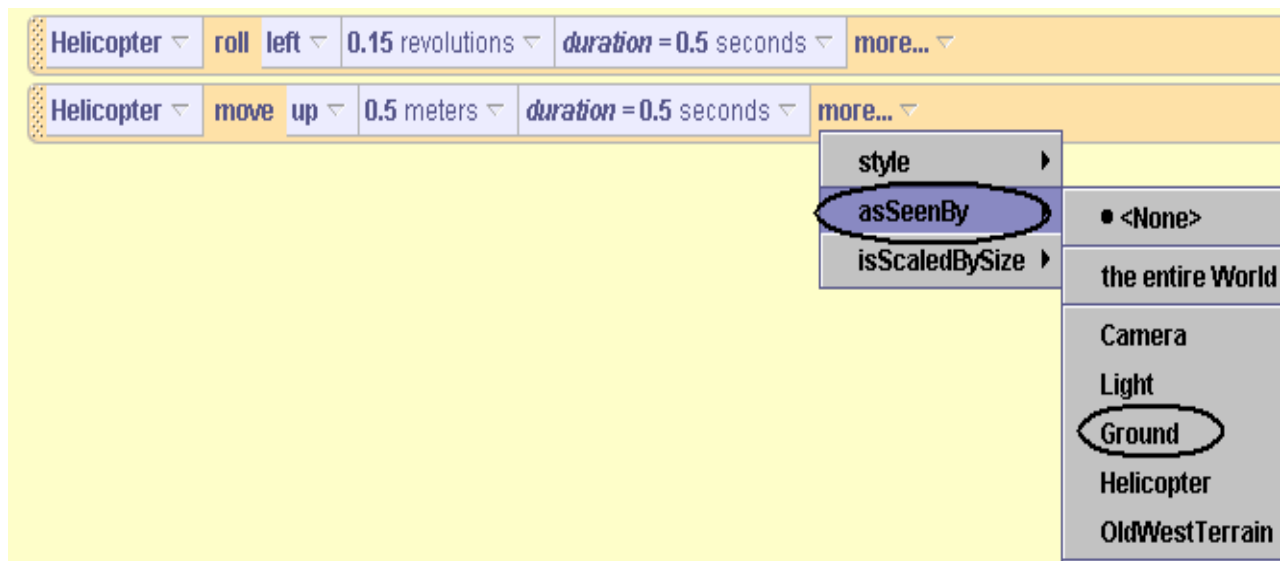 Helicopter roll left 0.15 revolutions duration = 0.5 seconds more...
Helicopter move up 0.5 meters duration = 0.5 seconds more...
style
asSeenBy
isScaledBySize
<None>
the entire World
Camera
Light
Ground
Helicopter
OldWestTerrain